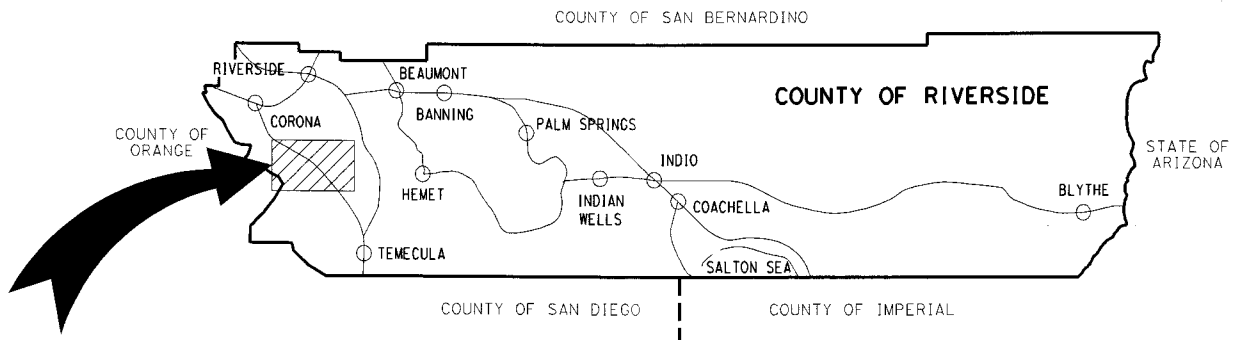 COUNTY OF SAN BERNARDINO
RIVERSIDE
BEAUMONT
COUNTY OF RIVERSIDE
BANNING
CORONA
PALM SPRINGS
COUNTY OF
ORANGE
STATE OF
ARIZONA
INDIO
HEMET
BLYTHE
INDIAN
WELLS
COACHELLA
TEMECULA
SALTON SEA
COUNTY OF SAN DIEGO
COUNTY OF IMPERIAL